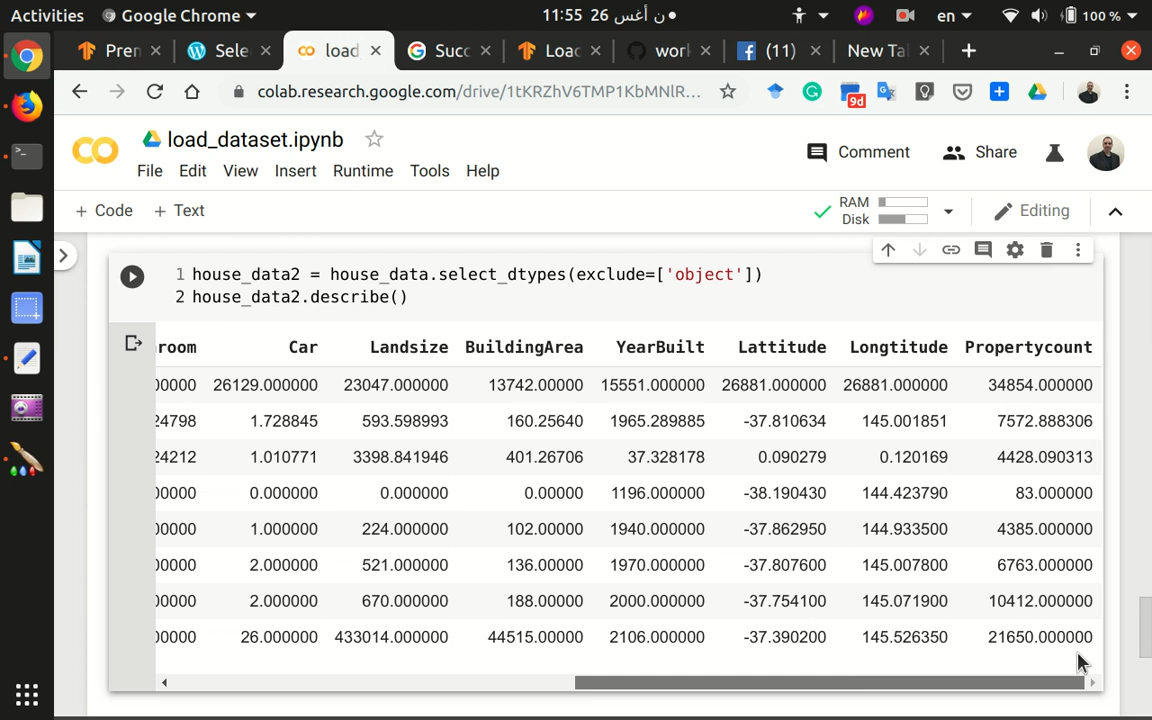 Activities Google Chrome ن أغس 26 11:55 en 100 %
Pren Sele load Succ Load work (11) New Ta
colab.research.google.com/drive/1tKRZhV6TMP1KbMNlR... 9d
load_dataset.ipynb
Comment Share
File Edit View Insert Runtime Tools Help
+ Code + Text RAM Disk Editing
1 house_data2 = house_data.select_dtypes(exclude=['object'])
2 house_data2.describe()
room Car Landsize BuildingArea YearBuilt Lattitude Longtitude Propertycount
00000 26129.000000 23047.000000 13742.00000 15551.000000 26881.000000 26881.000000 34854.000000
24798 1.728845 593.598993 160.25640 1965.289885 -37.810634 145.001851 7572.888306
24212 1.010771 3398.841946 401.26706 37.328178 0.090279 0.120169 4428.090313
00000 0.000000 0.000000 0.00000 1196.000000 -38.190430 144.423790 83.000000
00000 1.000000 224.000000 102.00000 1940.000000 -37.862950 144.933500 4385.000000
00000 2.000000 521.000000 136.00000 1970.000000 -37.807600 145.007800 6763.000000
00000 2.000000 670.000000 188.00000 2000.000000 -37.754100 145.071900 10412.000000
00000 26.000000 433014.000000 44515.00000 2106.000000 -37.390200 145.526350 21650.000000